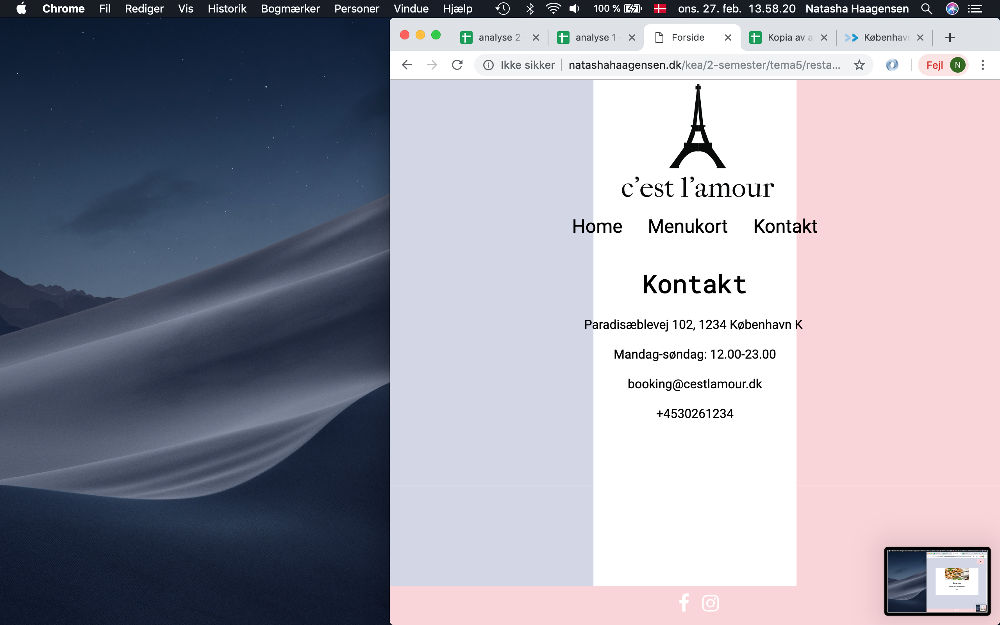 Chrome Fil Rediger Vis Historik Bogmærker Personer Vindue Hjælp 100 % ons. 27. feb. 13.58.20 Natasha Haagensen
analyse 2 - analyse 1 - Forside Kopia av a Københav
Ikke sikker natashahaagensen.dk/kea/2-semester/tema5/resta... Fejl N
c’est l’amour
Home Menukort Kontakt
Kontakt
Paradisæblevej 102, 1234 København K
Mandag-søndag: 12.00-23.00
booking@cestlamour.dk
+4530261234